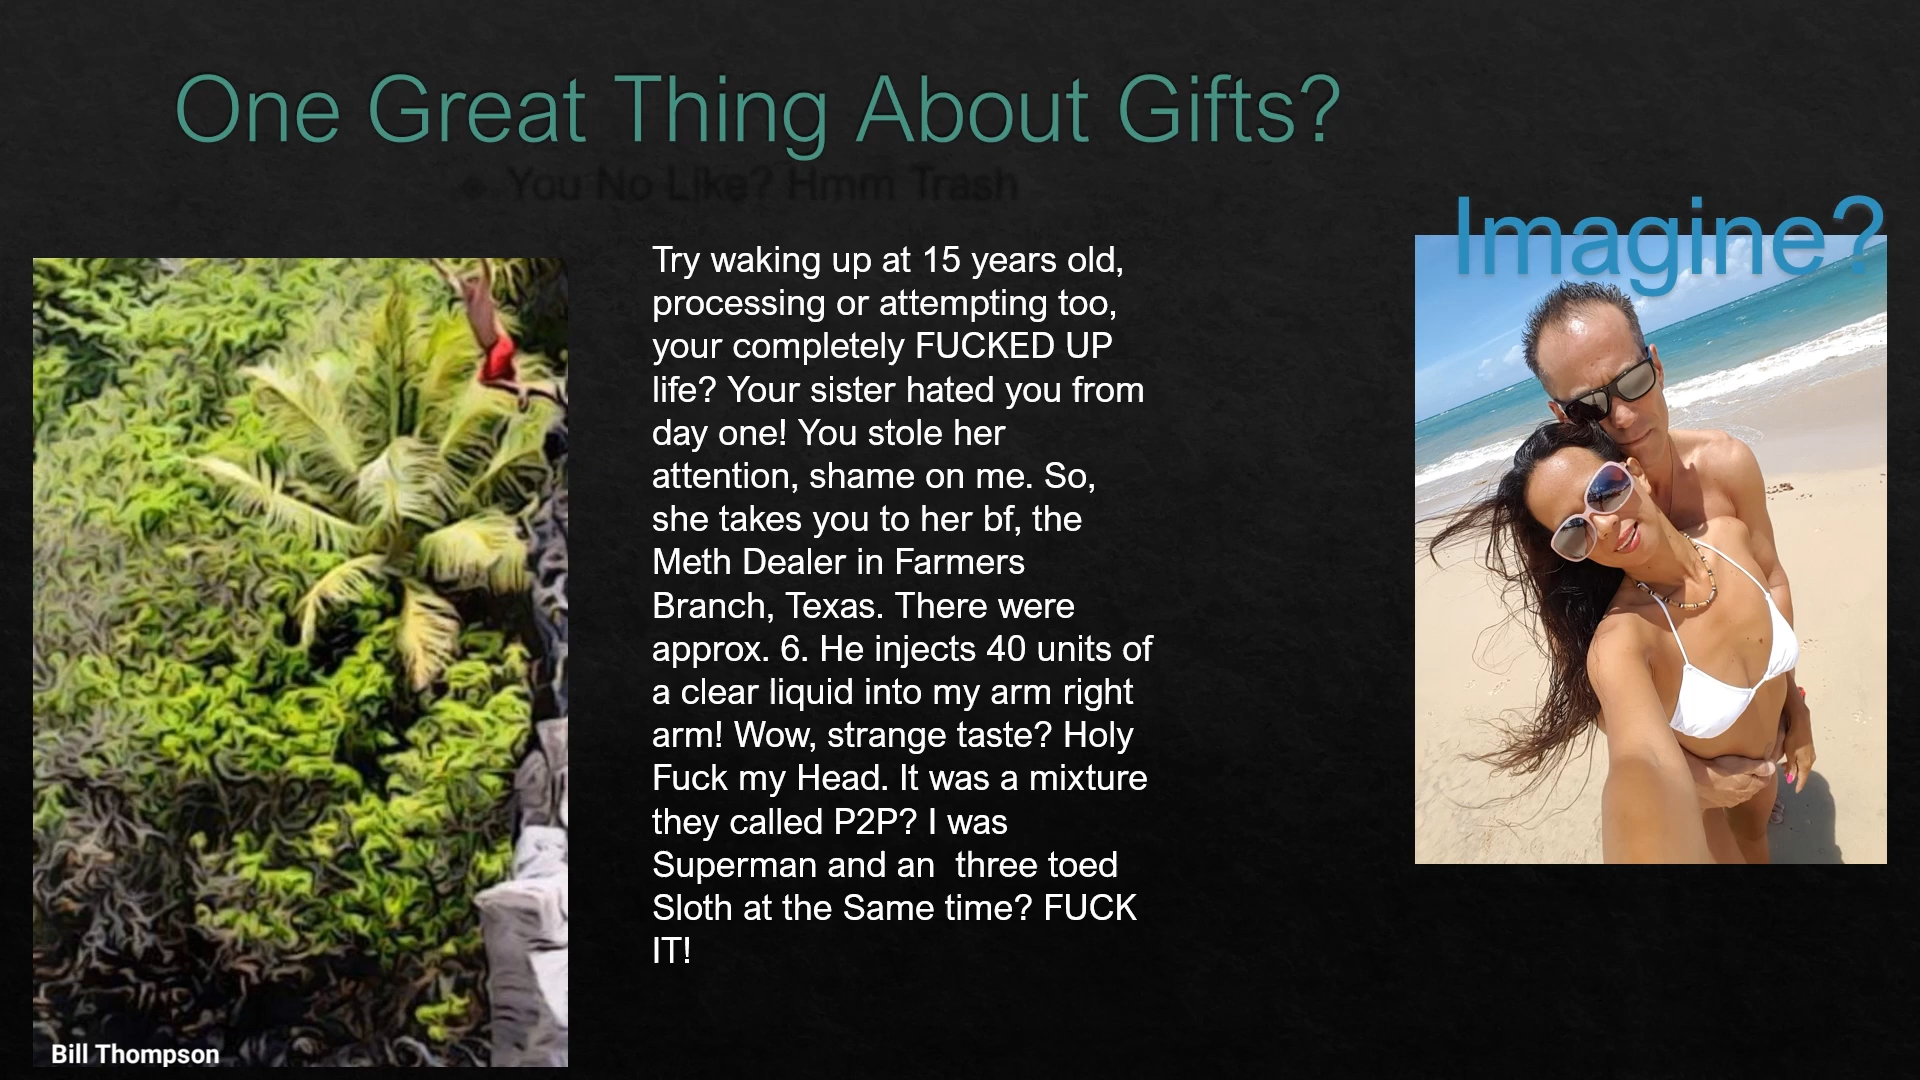 One Great Thing About Gifts?
You No Like? Hmm Trash
Imagine?
Try waking up at 15 years old,
processing or attempting too,
your completely FUCKED UP
life? Your sister hated you from
day one! You stole her
attention, shame on me. So,
she takes you to her bf, the
Meth Dealer in Farmers
Branch, Texas. There were
approx. 6. He injects 40 units of
a clear liquid into my arm right
arm! Wow, strange taste? Holy
Fuck my Head. It was a mixture
they called P2P? I was
Superman and an  three toed
Sloth at the Same time? FUCK
IT!
Bill Thompson